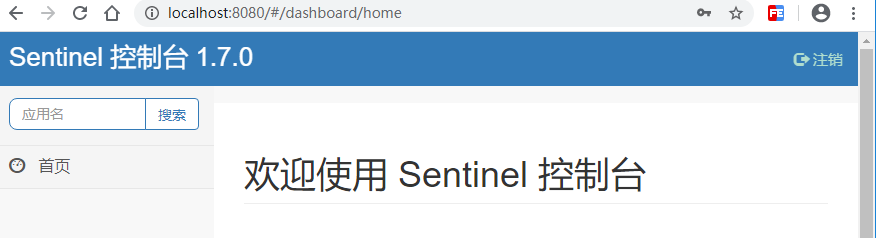 localhost:8080/#/dashboard/home
Sentinel 控制台 1.7.0
注销
应用名
搜索
首页
欢迎使用 Sentinel 控制台